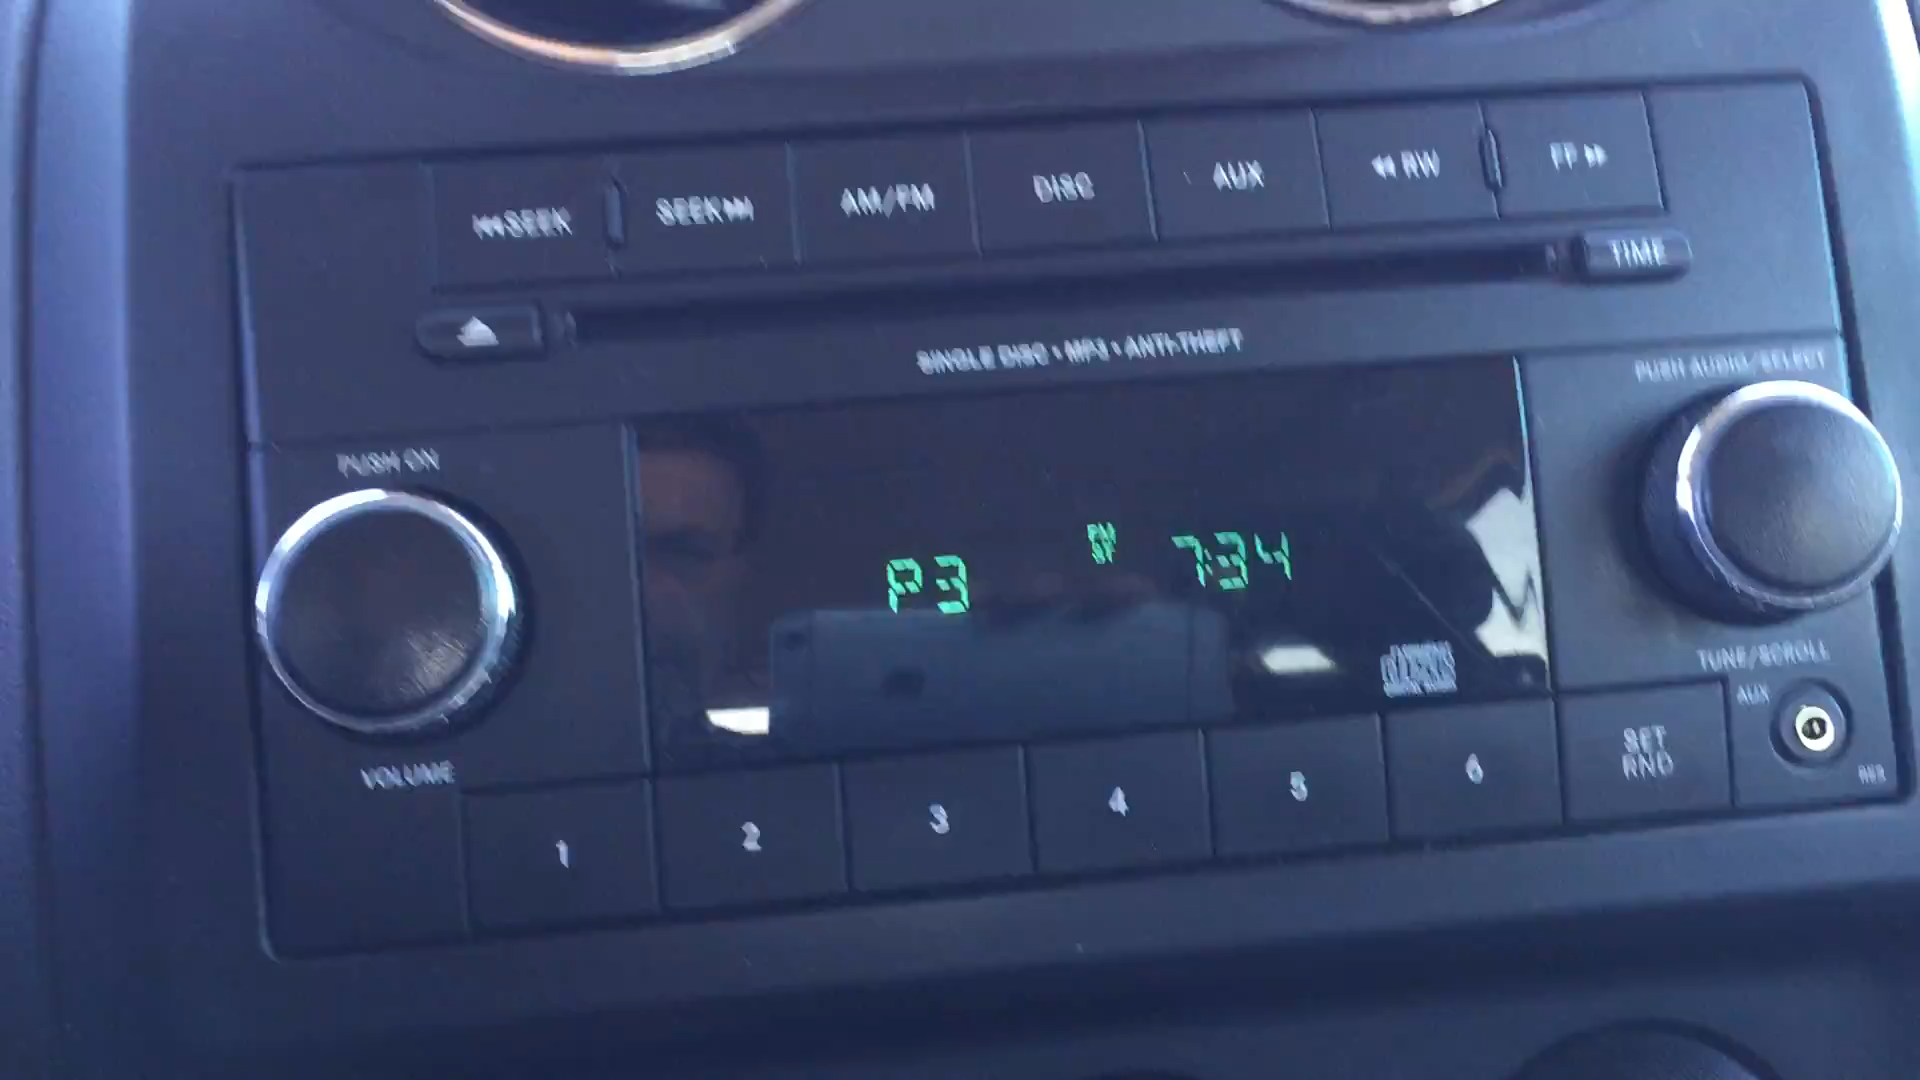 ⏮SEEK
SEEK⏭
AM/FM
DISC
AUX
◀◀RW
FF▶▶
TIME
SINGLE DISC • MP3 • ANTI-THEFT
PUSH AUDIO/SELECT
PUSH ON
P3
7:34
TUNE/SCROLL
VOLUME
1
2
3
4
5
6
SET
RND
AUX